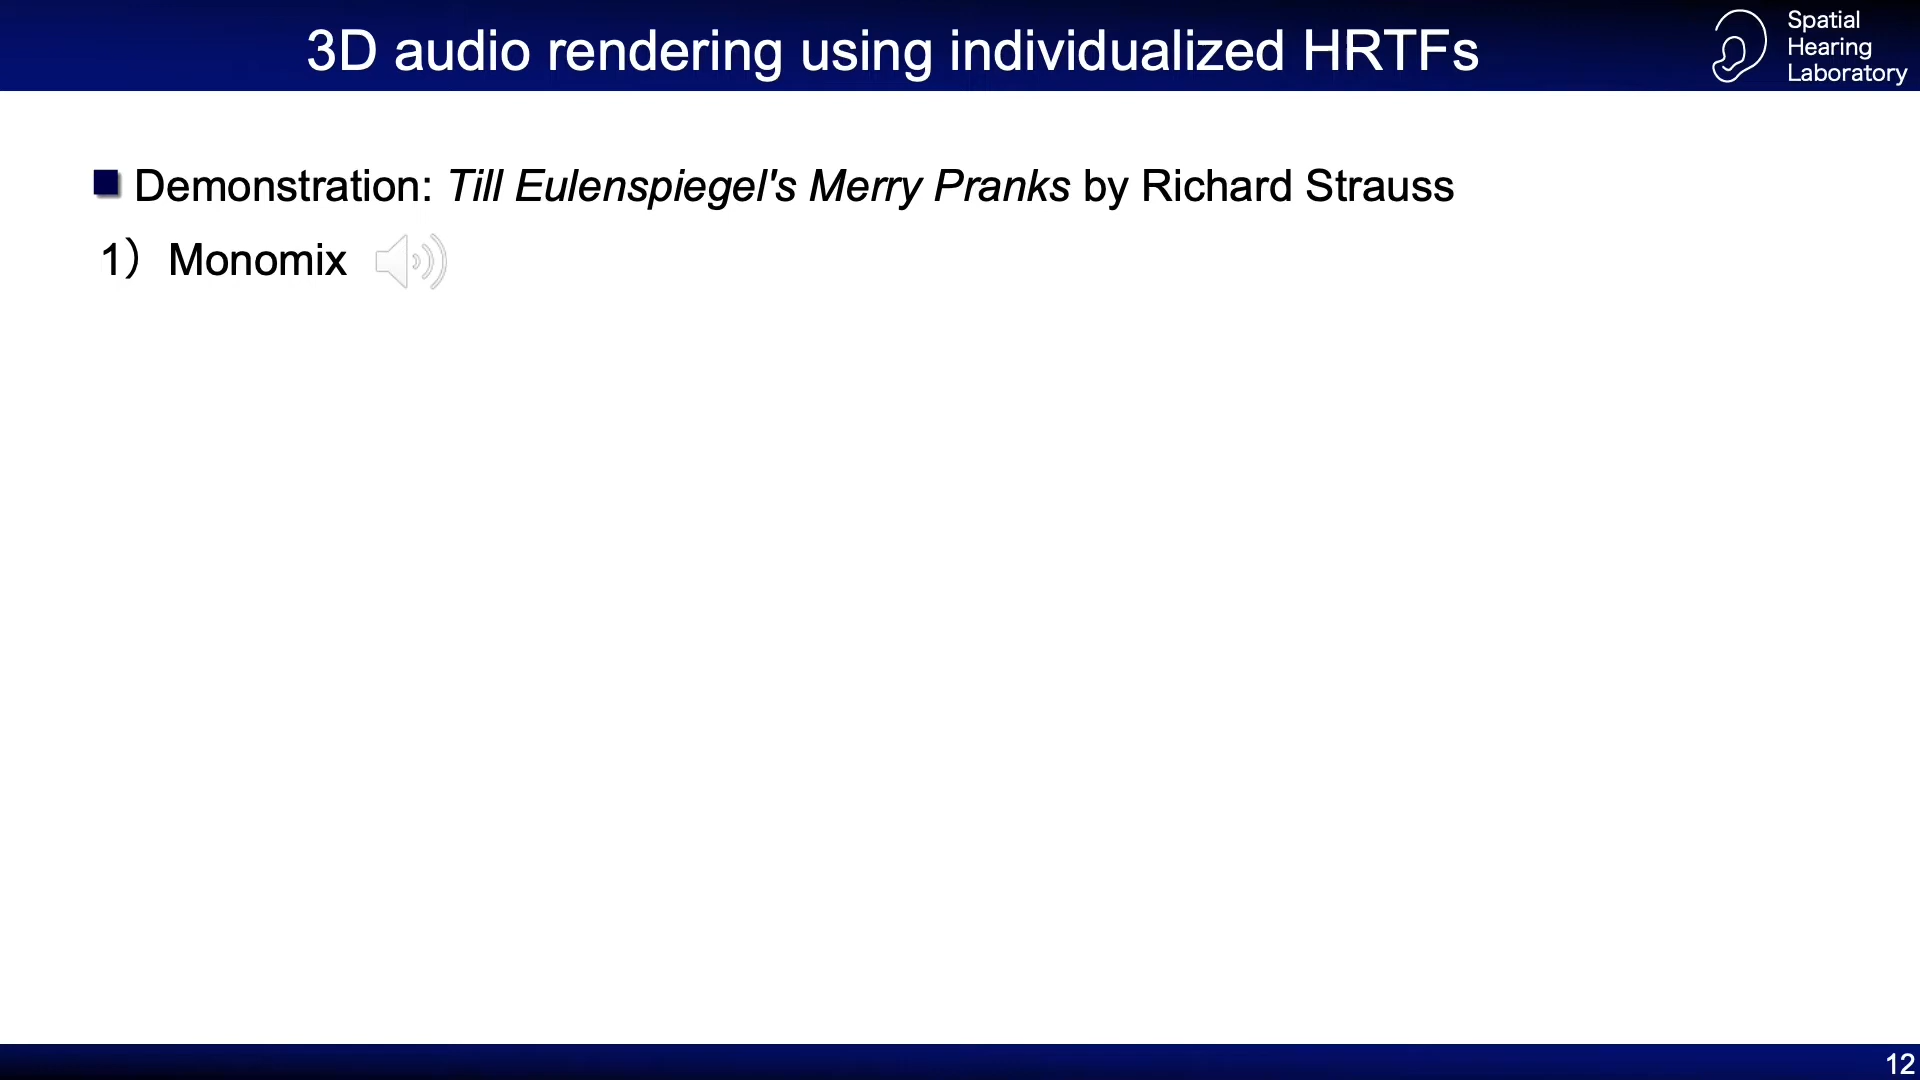 3D audio rendering using individualized HRTFs
Spatial
Hearing
Laboratory
Demonstration: Till Eulenspiegel's Merry Pranks by Richard Strauss
1） Monomix
12